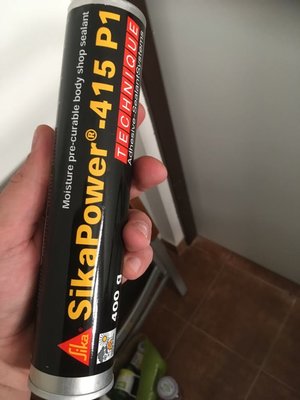 Moisture pre-curable body shop sealant
SikaPower®-415 P1
TECHNIQUE
Adhesive-Sealant Systems
400 g
Sika®